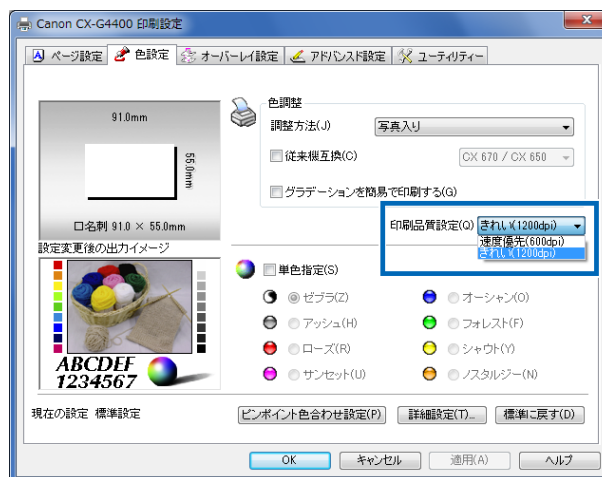 Canon CX-G4400 印刷設定
ページ設定 色設定 オーバーレイ設定 アドバンスド設定 ユーティリティー
91.0mm
55.0mm
口名刺 91.0 × 55.0mm
色調整
調整方法(J) 写真入り
従来機互換(C) CX 670 / CX 650
グラデーションを簡易で印刷する(G)
印刷品質設定(Q) きれい(1200dpi)
速度優先(600dpi)
きれい(1200dpi)
設定変更後の出力イメージ
ABCDEF
1234567
単色指定(S)
ゼブラ(Z) オーシャン(O)
アッシュ(H) フォレスト(F)
ローズ(R) シャウト(Y)
サンセット(U) ノスタルジー(N)
現在の設定 標準設定
ピンポイント色合わせ設定(P) 詳細設定(T)... 標準に戻す(D)
OK キャンセル 適用(A) ヘルプ